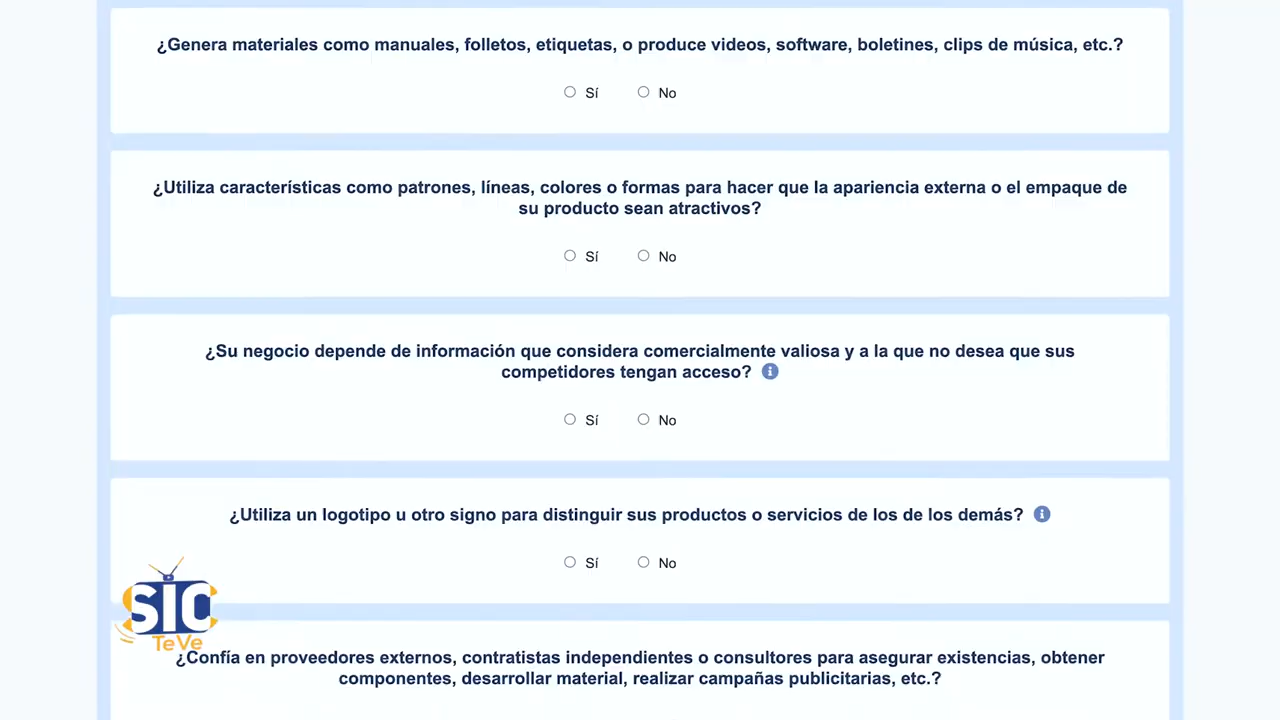 ¿Genera materiales como manuales, folletos, etiquetas, o produce videos, software, boletines, clips de música, etc.?
Sí No
¿Utiliza características como patrones, líneas, colores o formas para hacer que la apariencia externa o el empaque de
su producto sean atractivos?
Sí No
¿Su negocio depende de información que considera comercialmente valiosa y a la que no desea que sus
competidores tengan acceso? i
Sí No
¿Utiliza un logotipo u otro signo para distinguir sus productos o servicios de los de los demás? i
Sí No
SIC
TeVe
¿Confía en proveedores externos, contratistas independientes o consultores para asegurar existencias, obtener
componentes, desarrollar material, realizar campañas publicitarias, etc.?